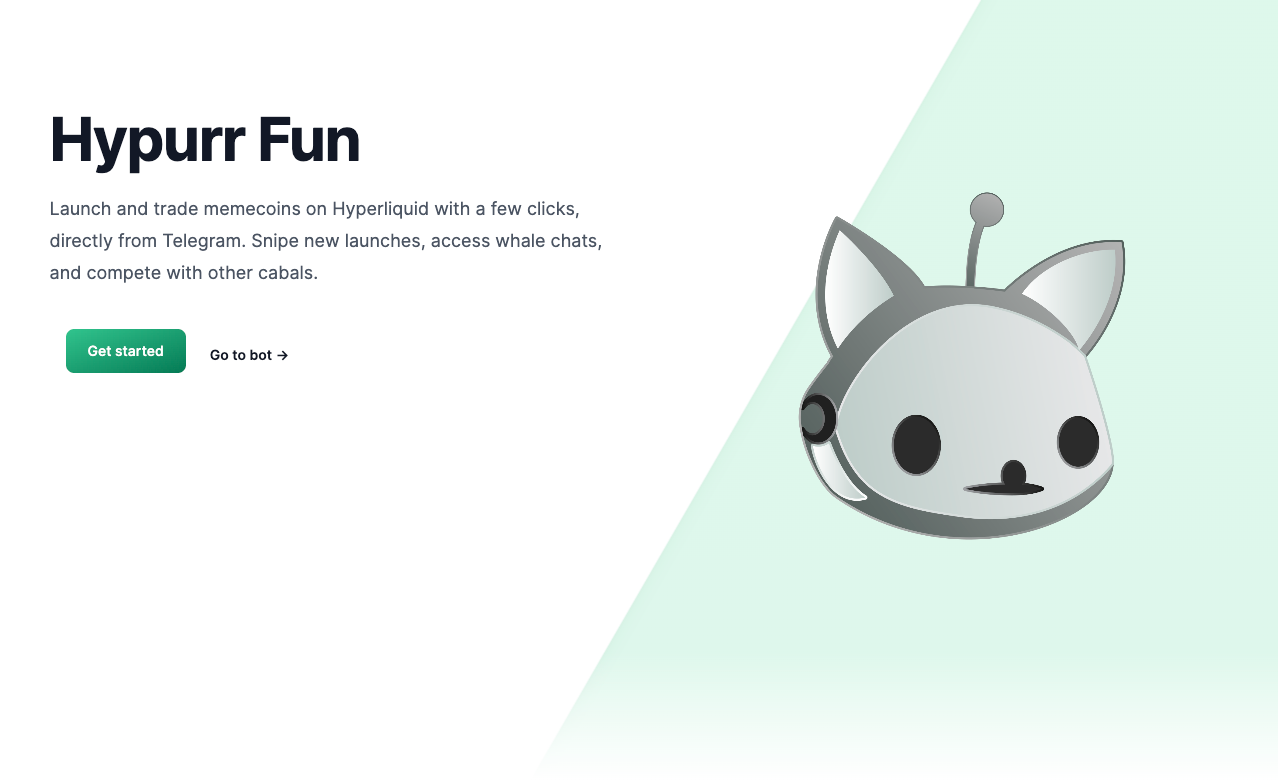 Hypurr Fun
Launch and trade memecoins on Hyperliquid with a few clicks,
directly from Telegram. Snipe new launches, access whale chats,
and compete with other cabals.
Get started
Go to bot →